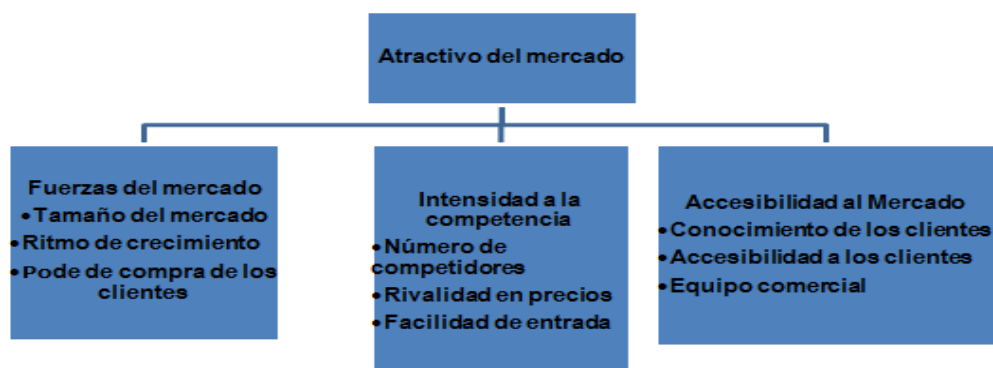 Atractivo del mercado
Fuerzas del mercado
•Tamaño del mercado
•Ritmo de crecimiento
•Pode de compra de los
clientes
Intensidad a la
competencia
•Número de
competidores
•Rivalidad en precios
•Facilidad de entrada
Accesibilidad al Mercado
•Conocimiento de los clientes
•Accesibilidad a los clientes
•Equipo comercial